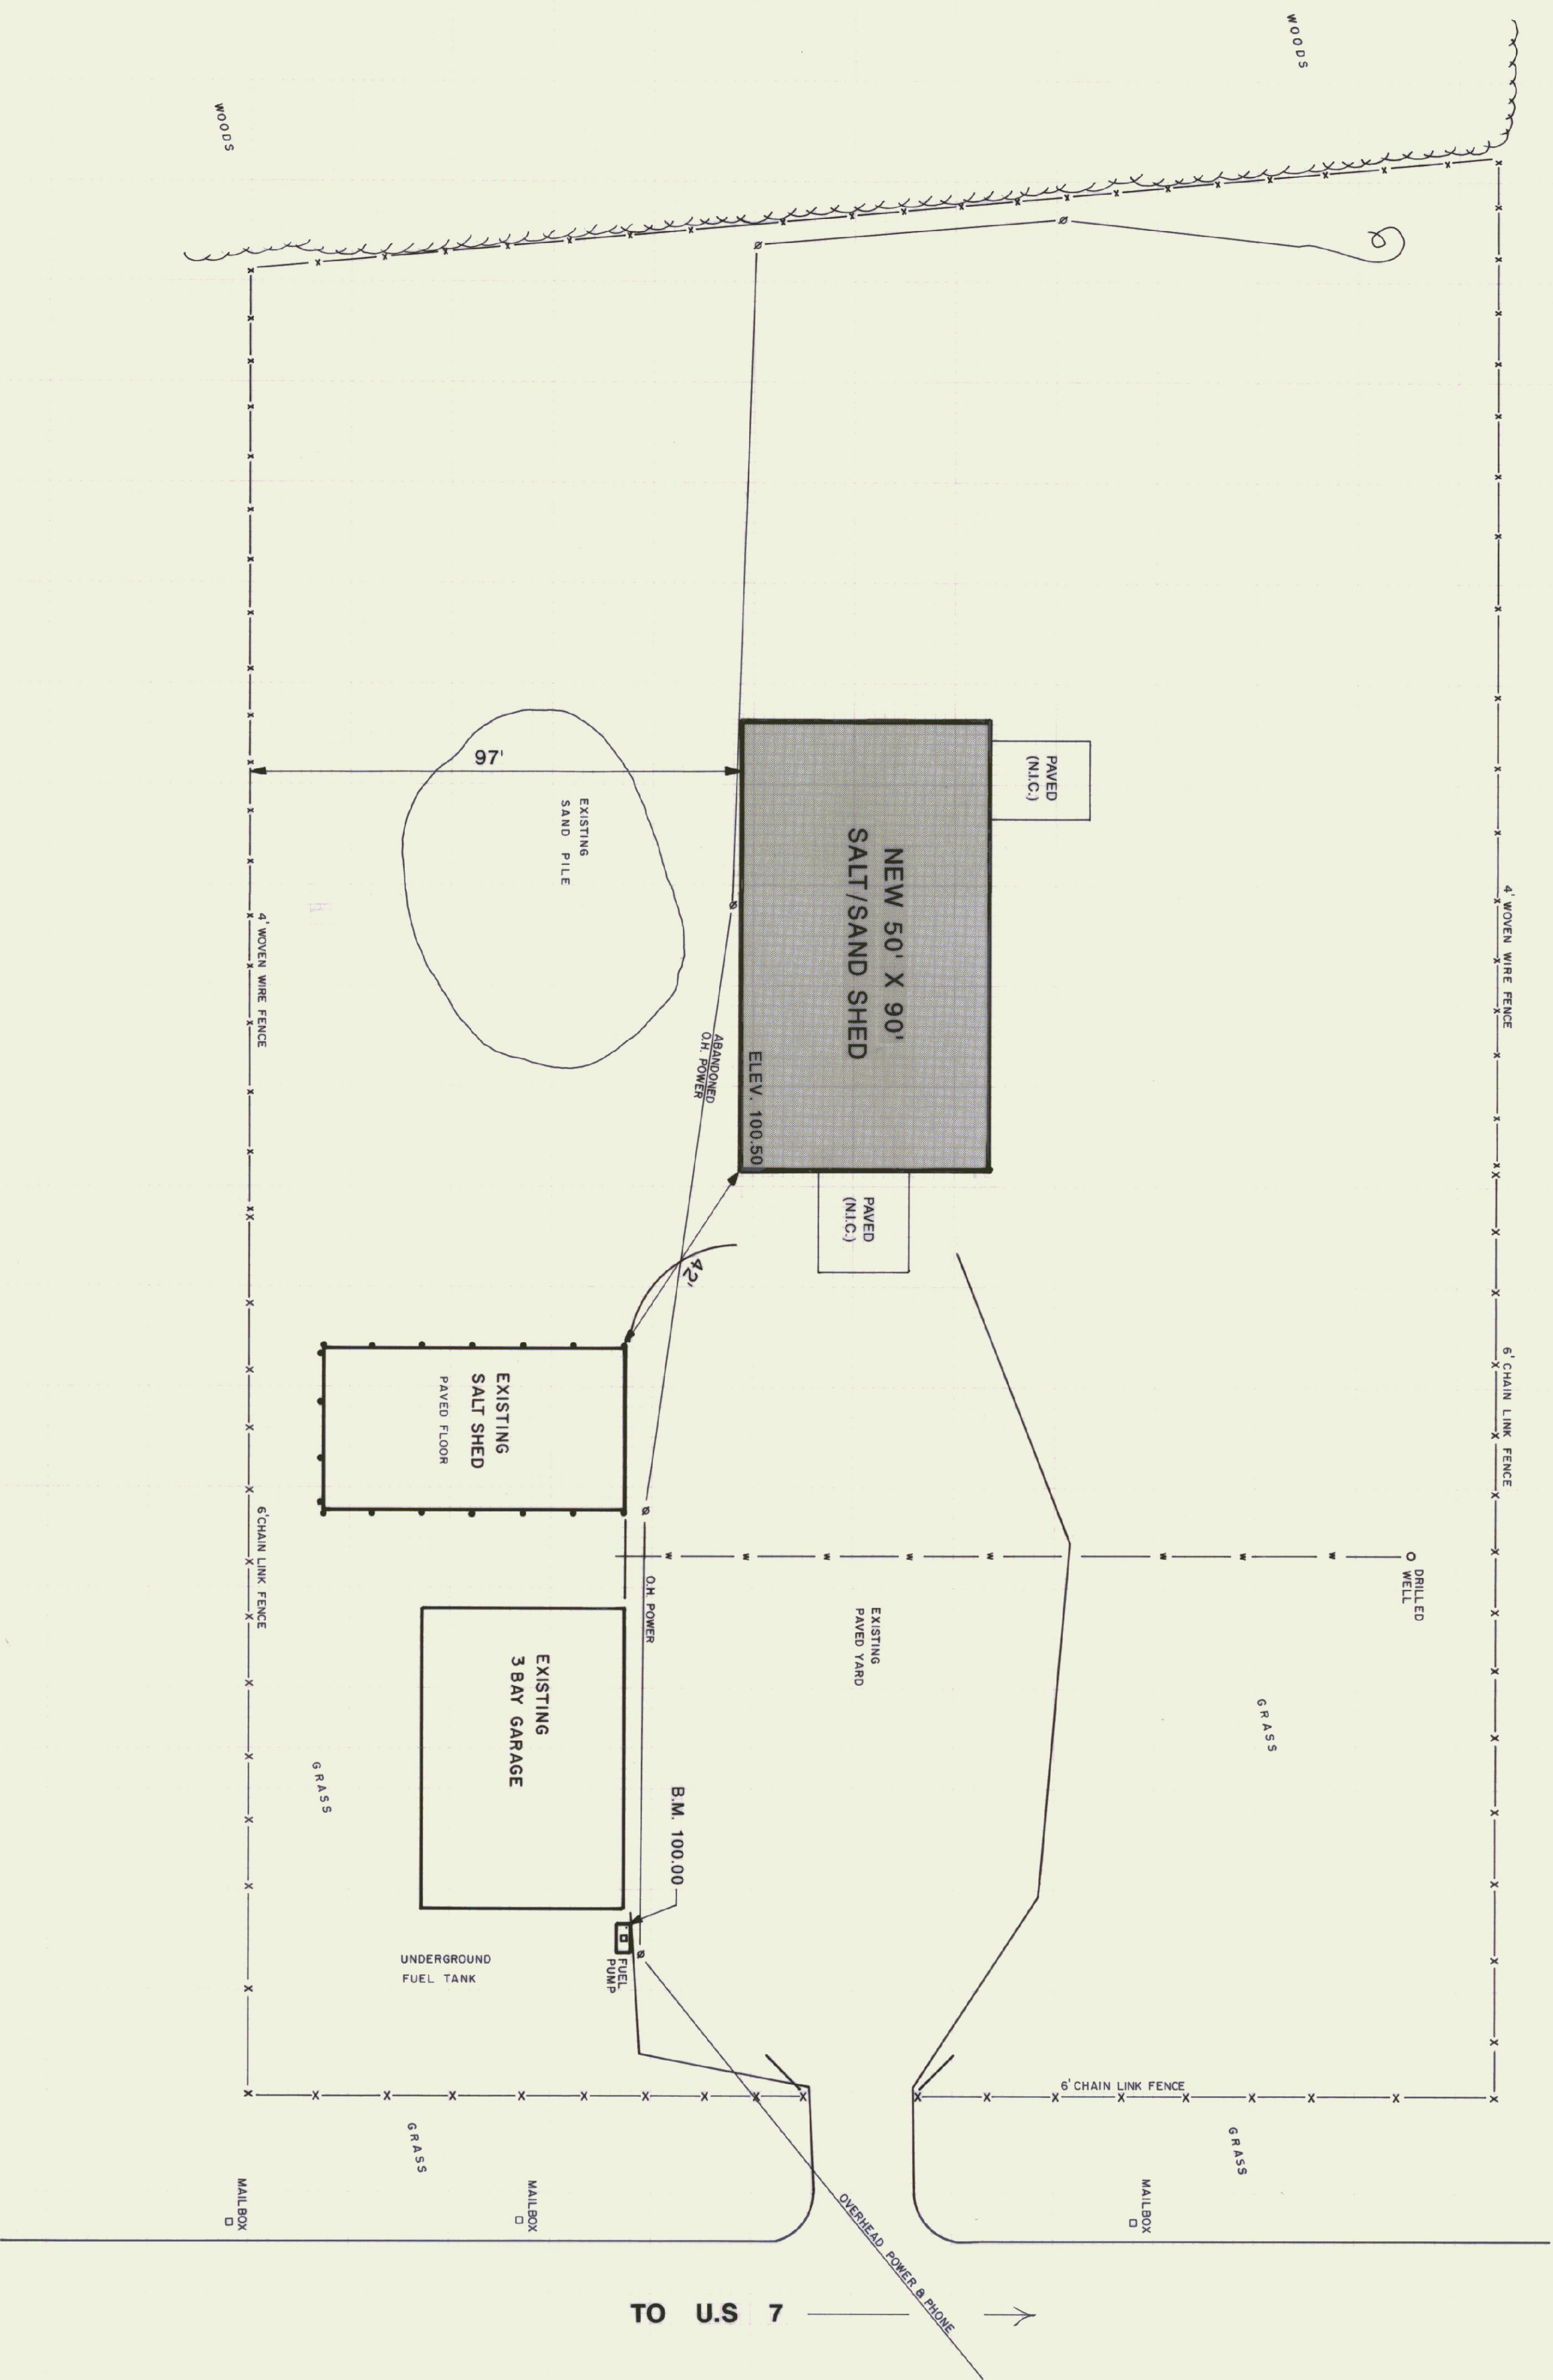 WOODS
WOODS
97'
PAVED
(N.I.C.)
EXISTING
SAND PILE
NEW 50' X 90'
SALT/SAND SHED
ELEV. 100.50
4' WOVEN WIRE FENCE
4' WOVEN WIRE FENCE
ABANDONED
O.H. POWER
PAVED
(N.I.C.)
42'
EXISTING
SALT SHED
PAVED FLOOR
6' CHAIN LINK FENCE
6' CHAIN LINK FENCE
W W W W W W W W
DRILLED
WELL
O.H. POWER
EXISTING
PAVED YARD
EXISTING
3 BAY GARAGE
GRASS
GRASS
B.M. 100.00
UNDERGROUND
FUEL TANK
FUEL
PUMP
6' CHAIN LINK FENCE
GRASS
GRASS
MAILBOX
MAILBOX
MAILBOX
OVERHEAD POWER & PHONE
TO U.S 7